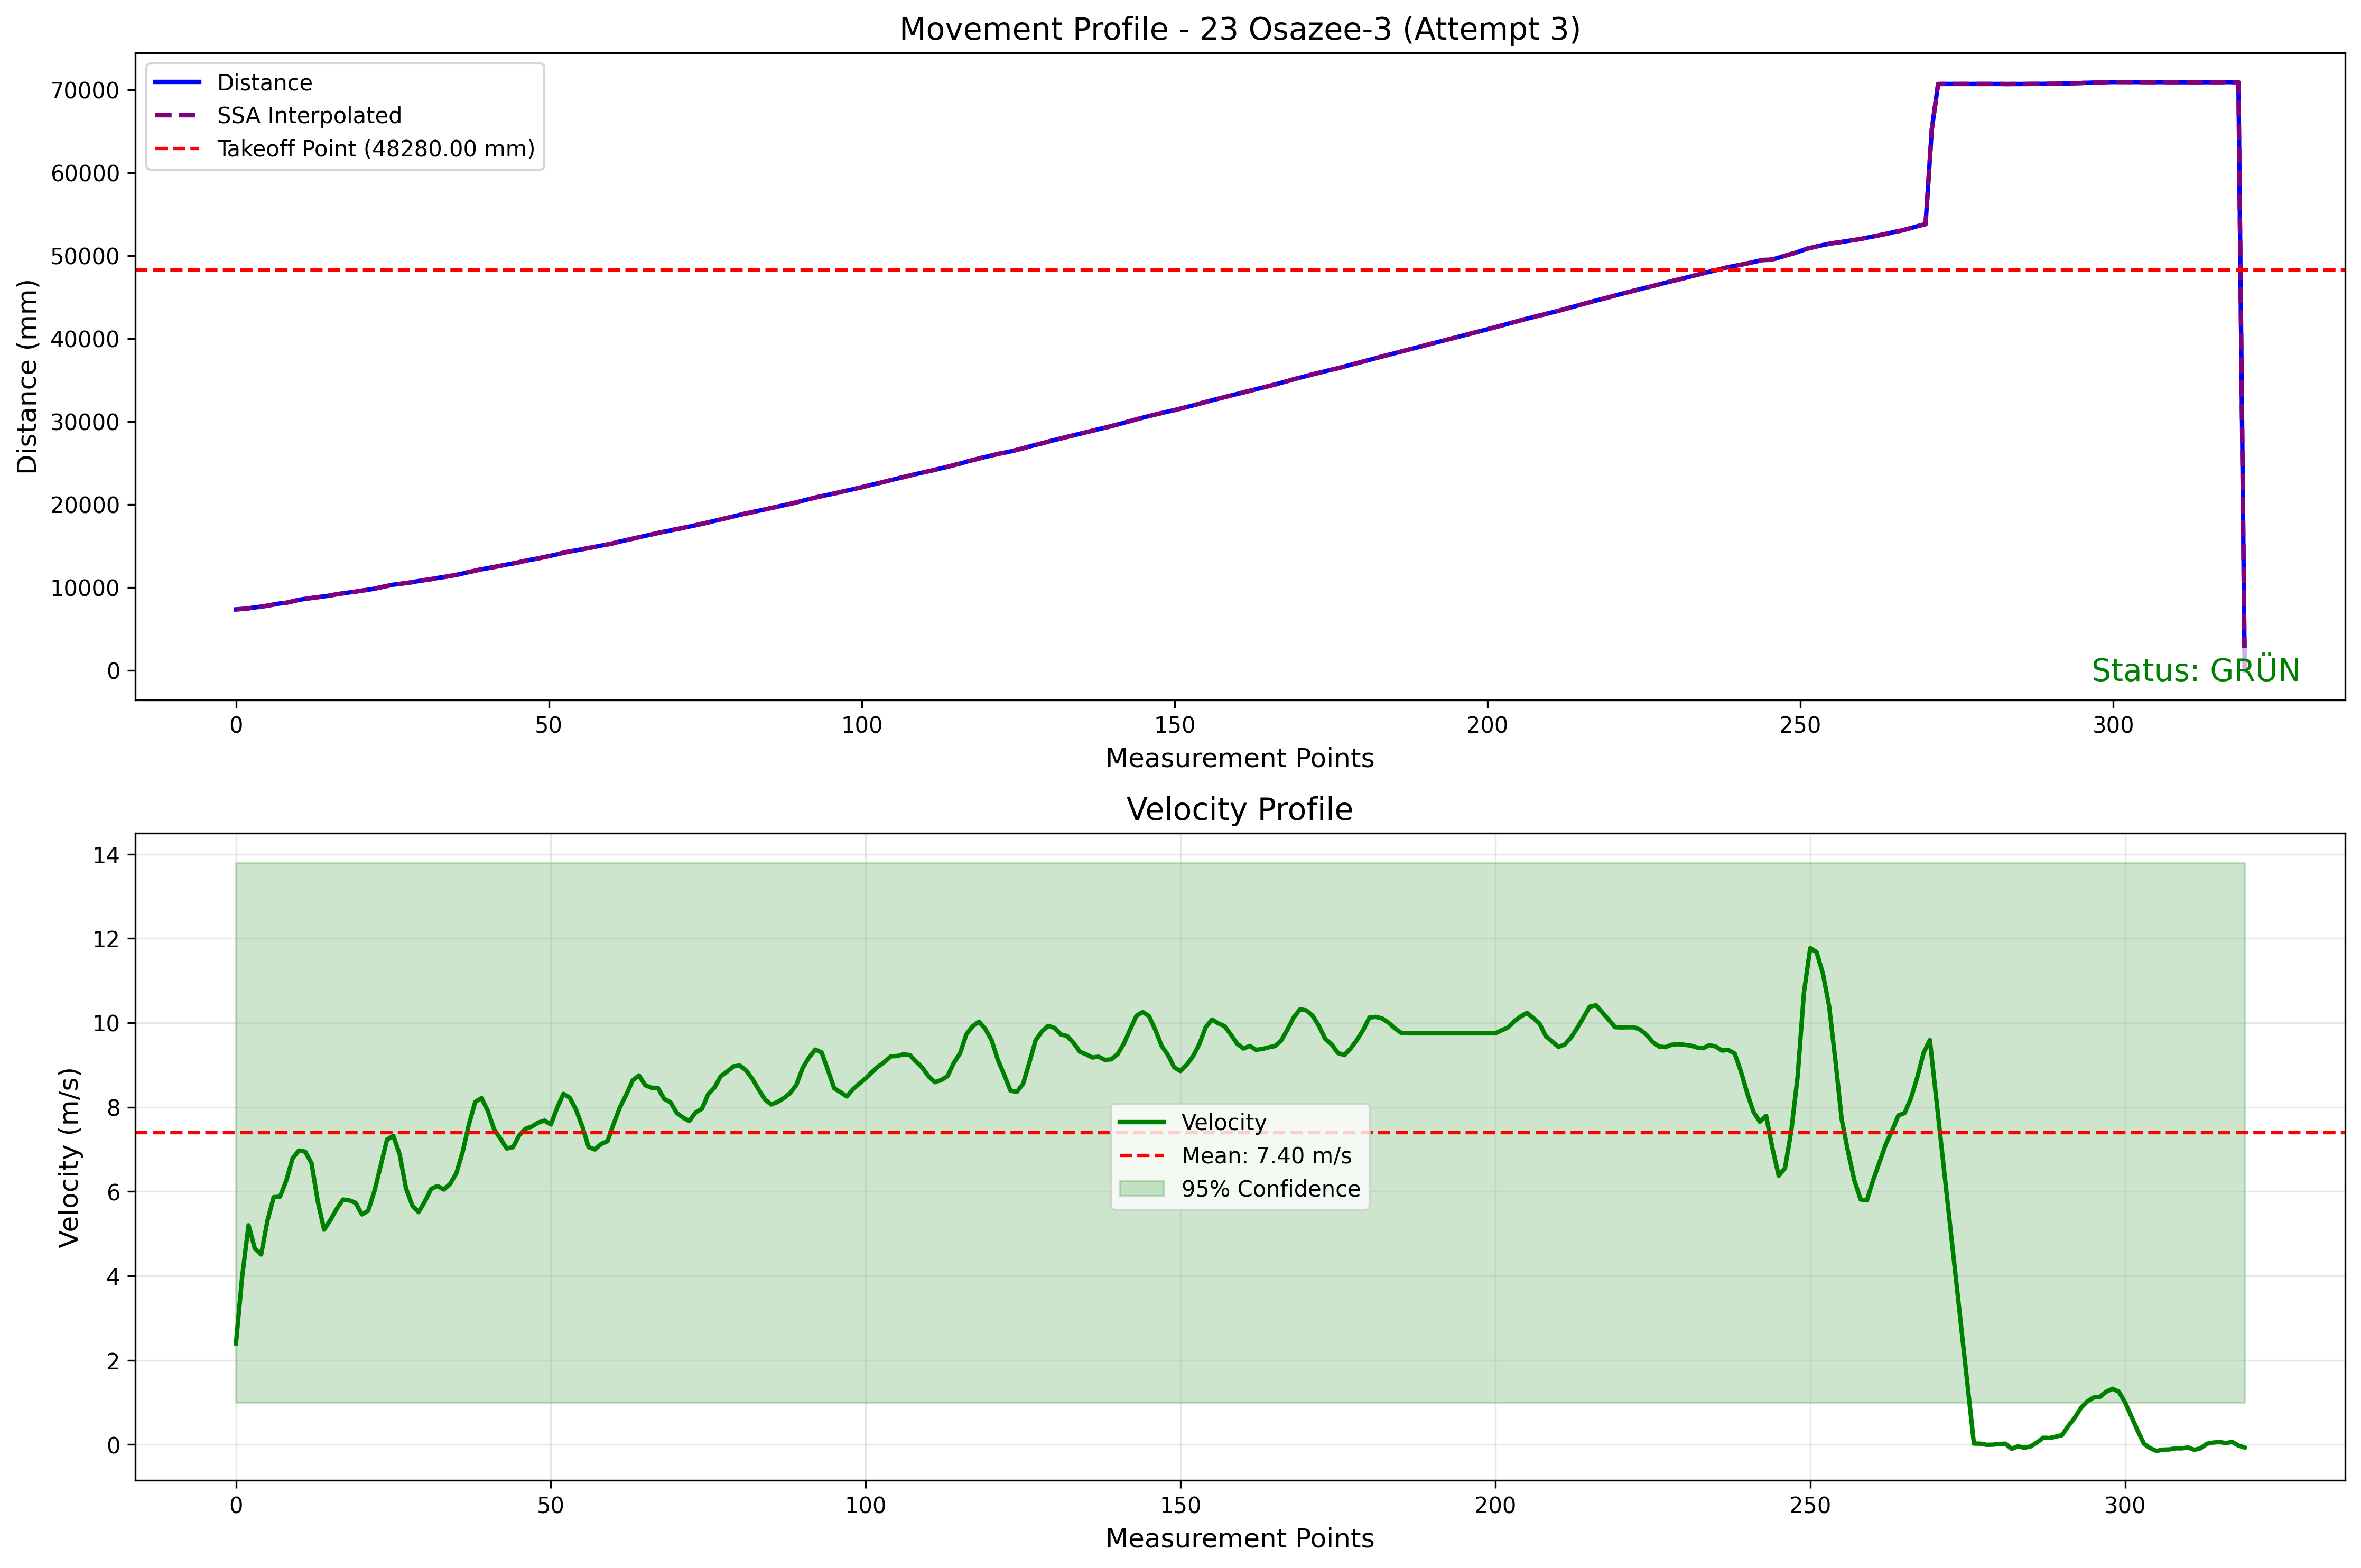 Movement Profile - 23 Osazee-3 (Attempt 3)
Distance
SSA Interpolated
Takeoff Point (48280.00 mm)
Distance (mm)
70000
60000
50000
40000
30000
20000
10000
0
Status: GRÜN
0 50 100 150 200 250 300
Measurement Points
Velocity Profile
Velocity (m/s)
14
12
10
8
6
4
2
0
Velocity
Mean: 7.40 m/s
95% Confidence
0 50 100 150 200 250 300
Measurement Points